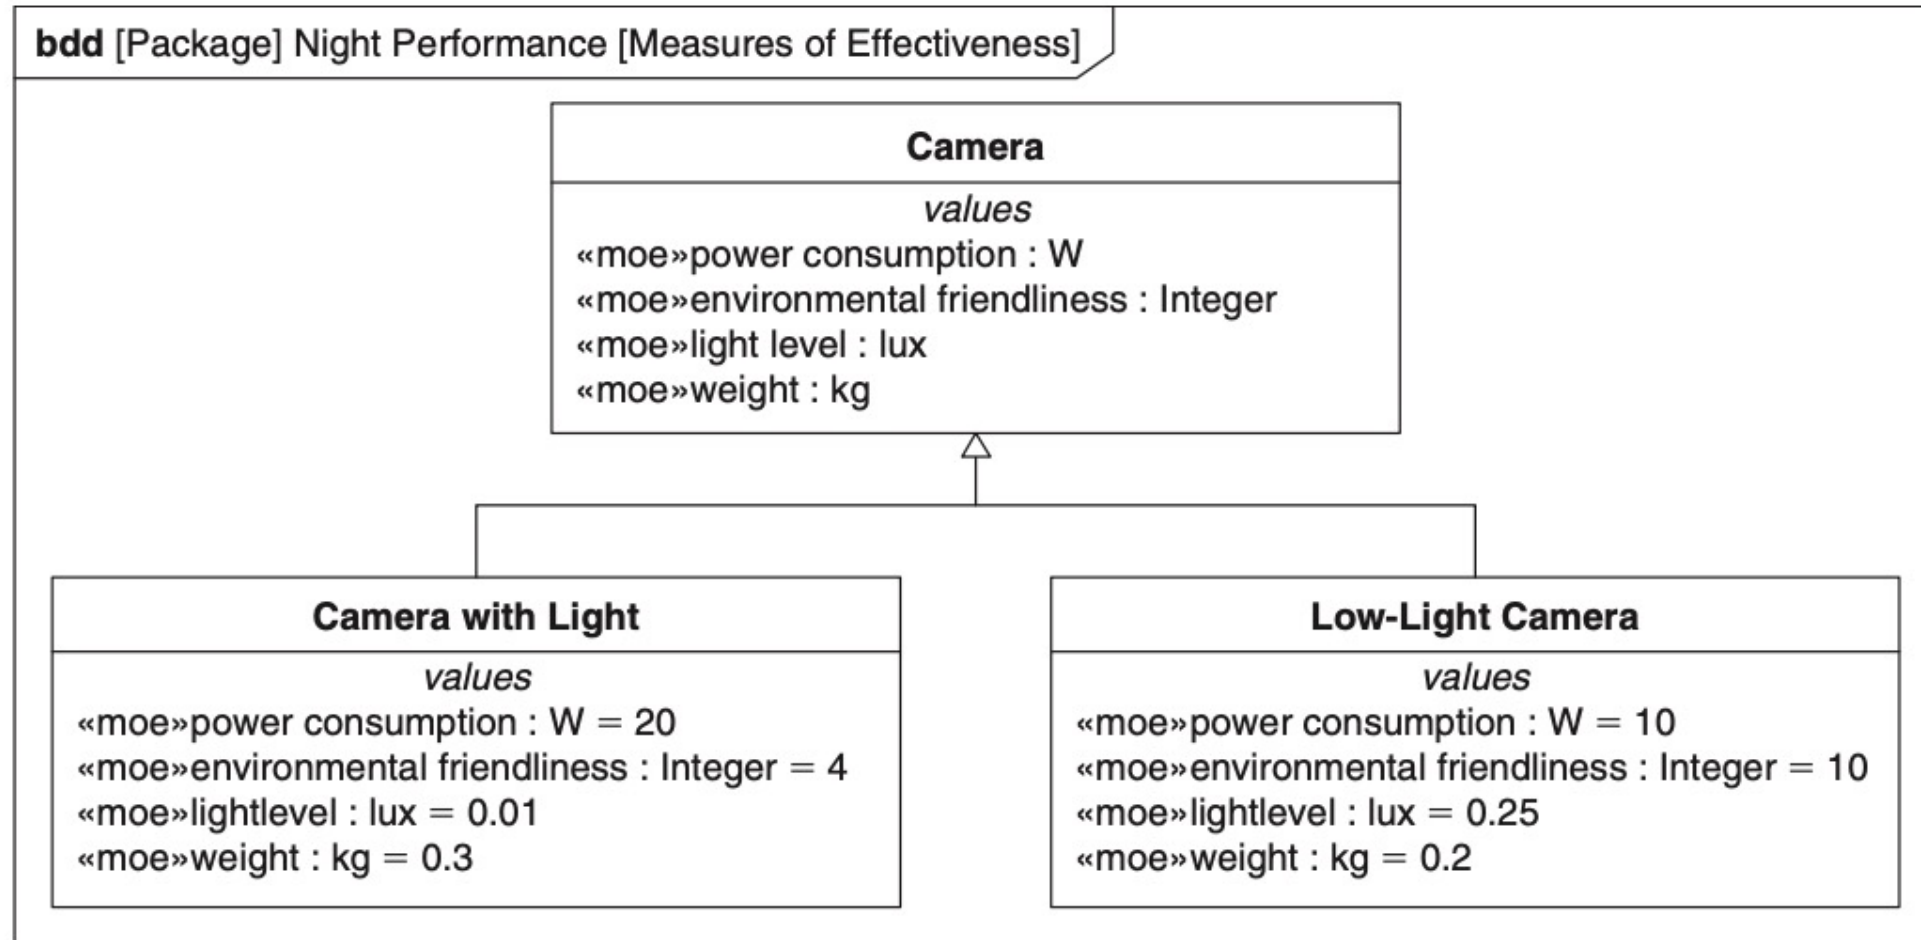 bdd [Package] Night Performance [Measures of Effectiveness]
Camera
values
«moe»power consumption : W
«moe»environmental friendliness : Integer
«moe»light level : lux
«moe»weight : kg
Camera with Light
values
«moe»power consumption : W = 20
«moe»environmental friendliness : Integer = 4
«moe»lightlevel : lux = 0.01
«moe»weight : kg = 0.3
Low-Light Camera
values
«moe»power consumption : W = 10
«moe»environmental friendliness : Integer = 10
«moe»lightlevel : lux = 0.25
«moe»weight : kg = 0.2